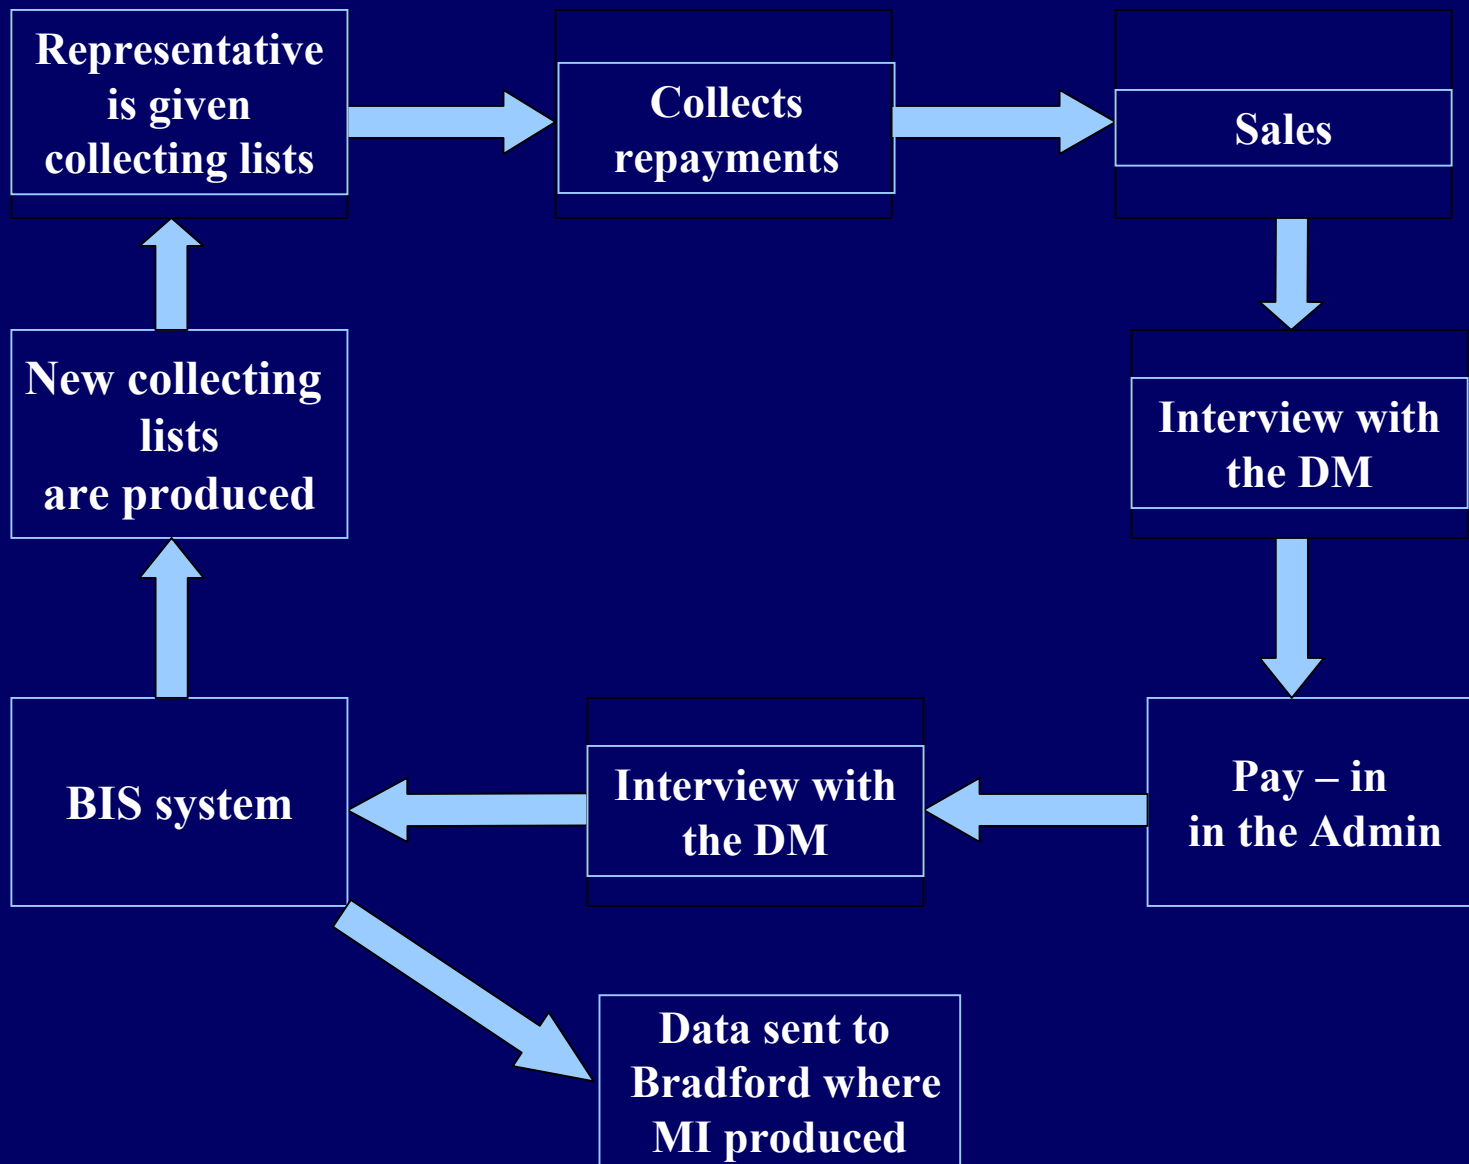 Representative
is given
collecting lists
Collects
repayments
Sales
Interview with
the DM
Pay – in
in the Admin
Interview with
the DM
BIS system
New collecting
lists
are produced
Data sent to
Bradford where
MI produced